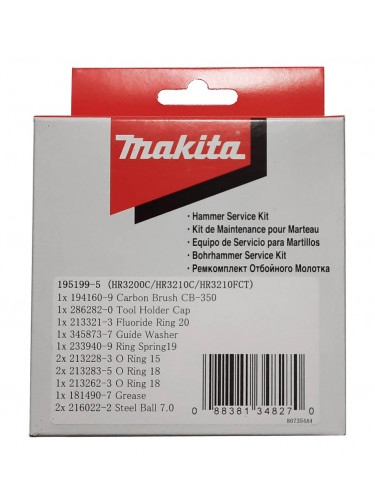 makita
· Hammer Service Kit
· Kit de Maintenance pour Marteau
· Equipo de Servicio para Martillos
· Bohrhammer Service Kit
· Ремкомплект Отбойного Молотка
195199-5 (HR3200C/HR3210C/HR3210FCT)
1x 194160-9 Carbon Brush CB-350
1x 286282-0 Tool Holder Cap
1x 213321-3 Fluoride Ring 20
1x 345873-7 Guide Washer
1x 233940-9 Ring Spring19
2x 213228-3 O Ring 15
2x 213283-5 O Ring 18
1x 213262-3 O Ring 18
1x 181490-7 Grease
2x 216022-2 Steel Ball 7.0
0 88381 34827 0